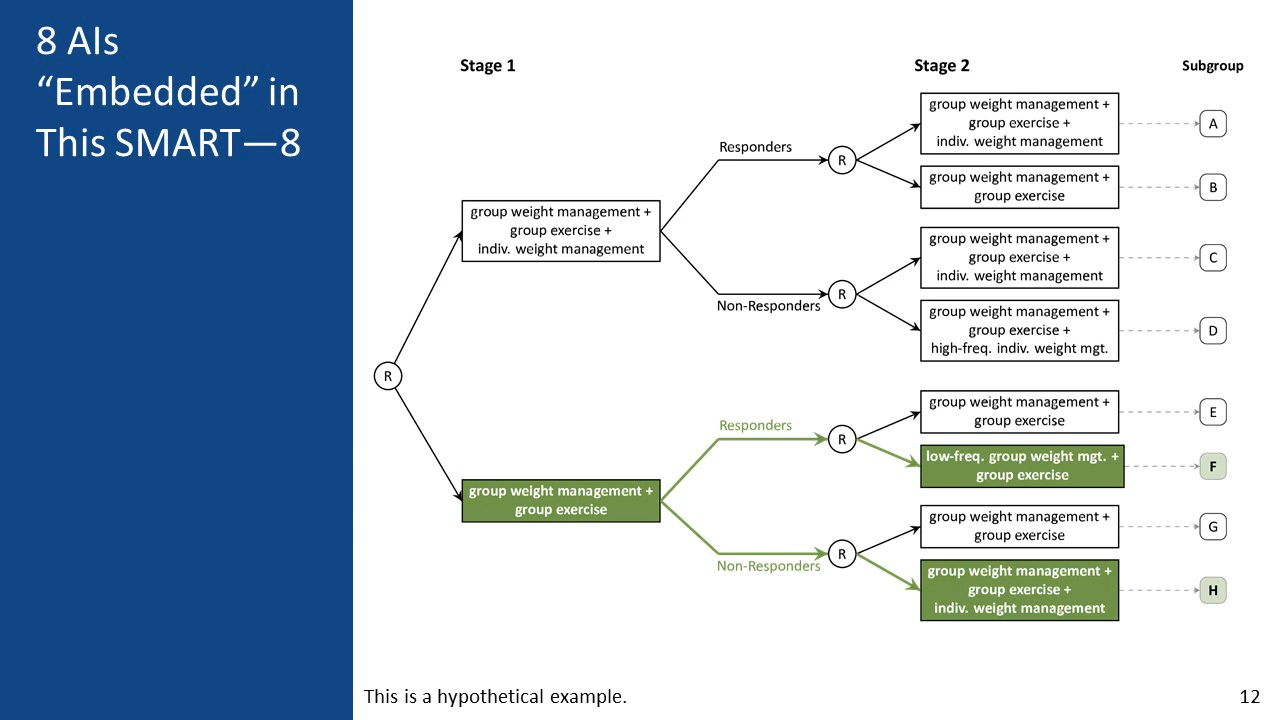 8 AIs
“Embedded” in
This SMART—8
Stage 1
Stage 2
Subgroup
group weight management +
group exercise +
indiv. weight management
A
Responders
R
group weight management +
group exercise
B
group weight management +
group exercise +
indiv. weight management
group weight management +
group exercise +
indiv. weight management
C
R
Non-Responders
group weight management +
group exercise +
high-freq. indiv. weight mgt.
D
R
group weight management +
group exercise
E
Responders
R
low-freq. group weight mgt. +
group exercise
F
group weight management +
group exercise
group weight management +
group exercise
G
R
Non-Responders
group weight management +
group exercise +
indiv. weight management
H
This is a hypothetical example.
12